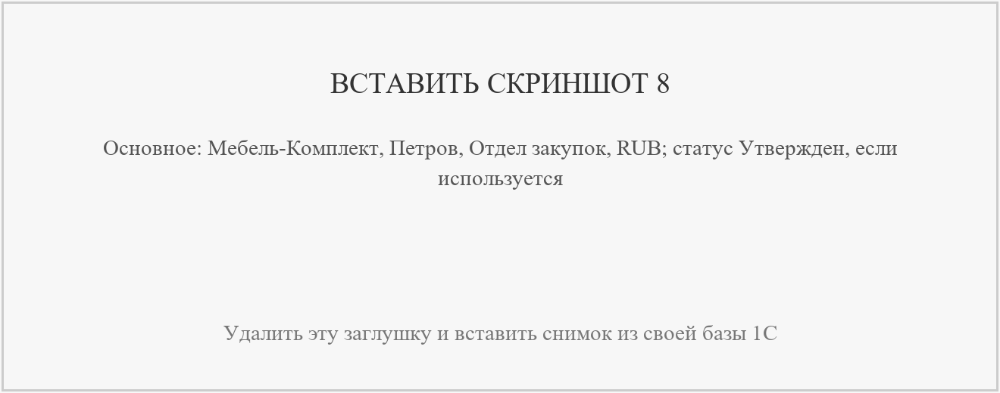 ВСТАВИТЬ СКРИНШОТ 8
Основное: Мебель-Комплект, Петров, Отдел закупок, RUB; статус Утвержден, если
используется
Удалить эту заглушку и вставить снимок из своей базы 1С